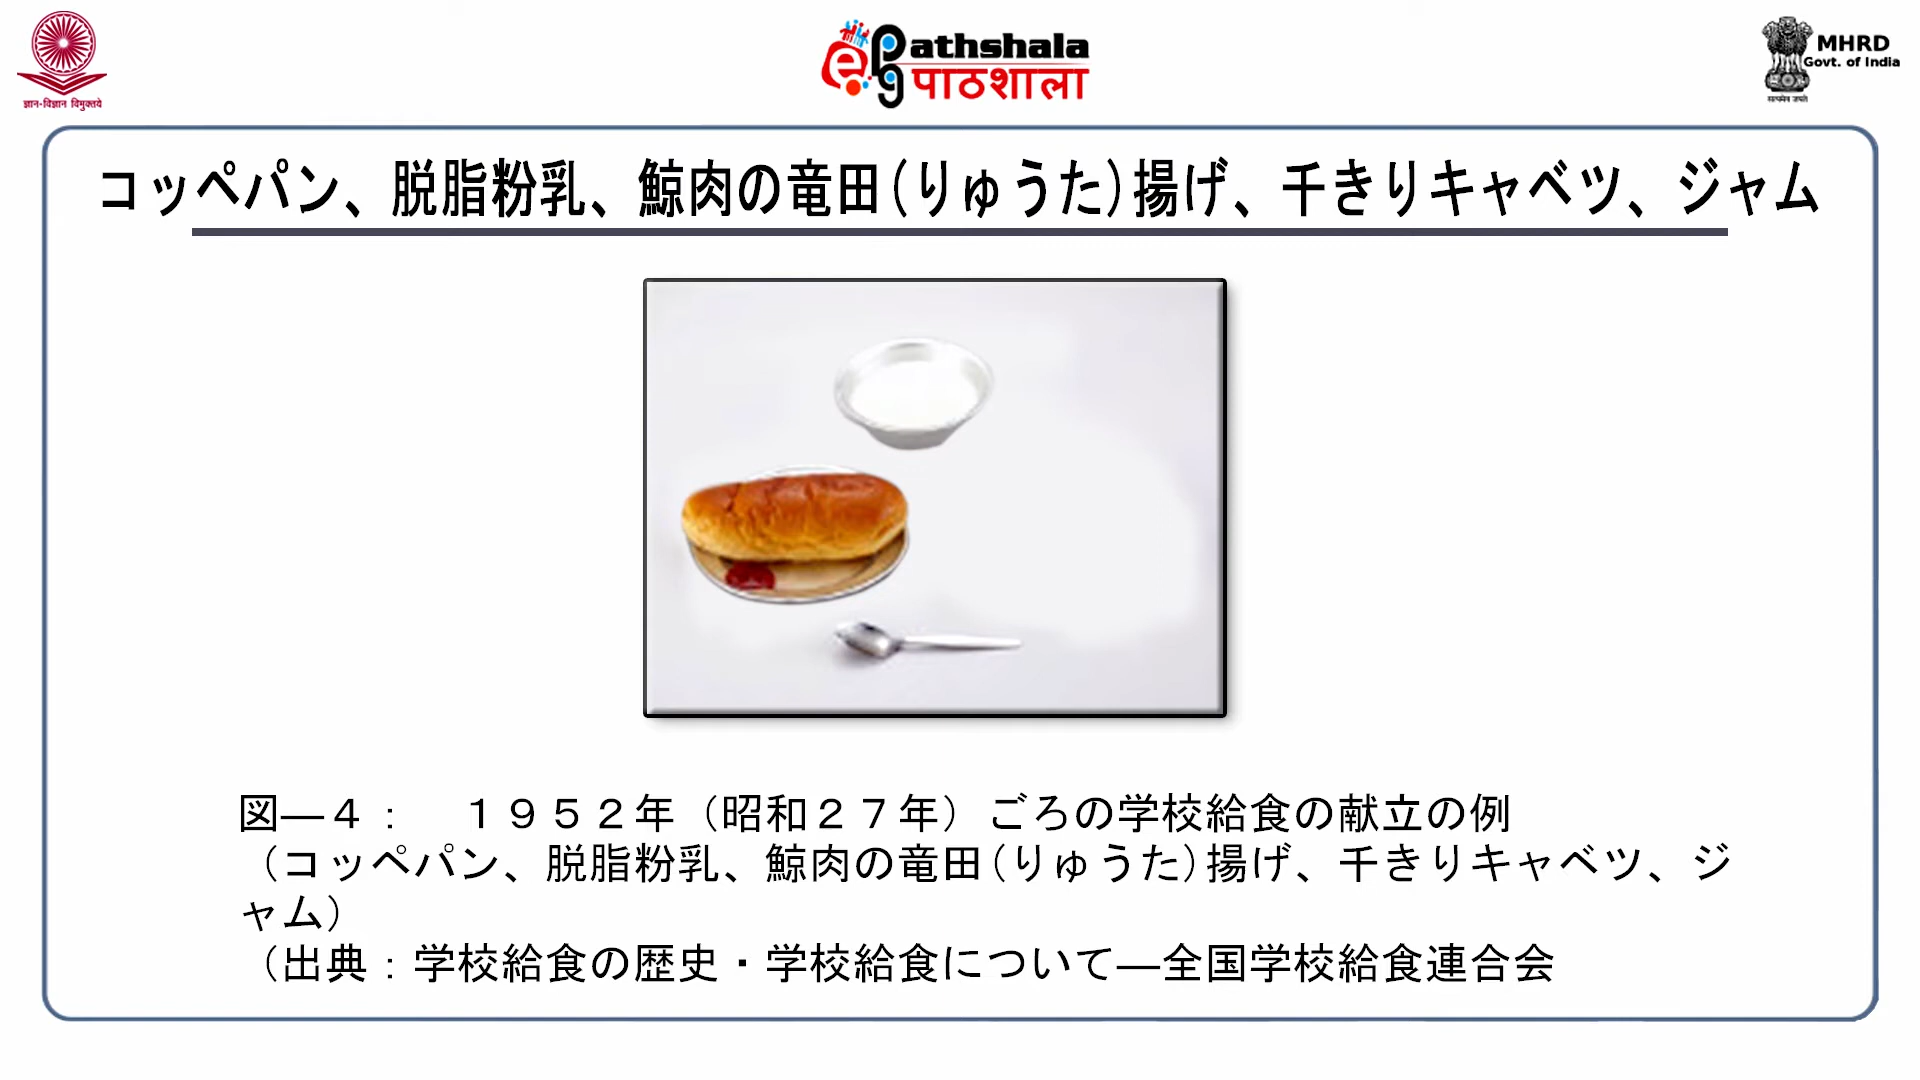 ज्ञान-विज्ञान विमुक्तये
ePGathshala
पाठशाला
MHRD
Govt. of India
सत्यमेव जयते
コッペパン、脱脂粉乳、鯨肉の竜田(りゅうた)揚げ、千きりキャベツ、ジャム
図―４： １９５２年（昭和２７年）ごろの学校給食の献立の例
（コッペパン、脱脂粉乳、鯨肉の竜田(りゅうた)揚げ、千きりキャベツ、ジ
ャム）
（出典：学校給食の歴史・学校給食について―全国学校給食連合会